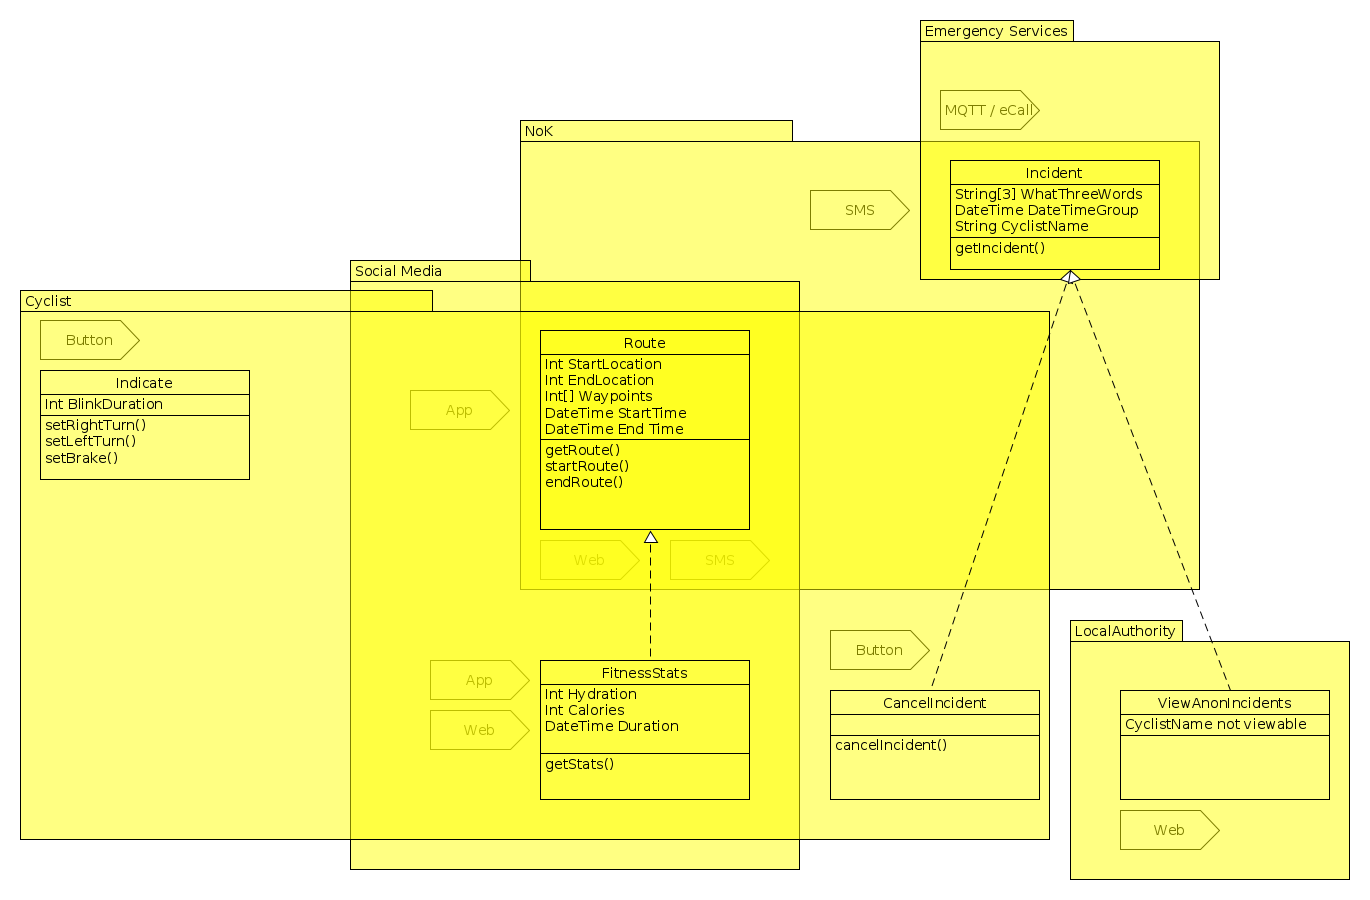 Emergency Services
MQTT / eCall
NoK
Incident
String[3] WhatThreeWords
DateTime DateTimeGroup
String CyclistName
getIncident()
SMS
Social Media
Cyclist
Button
Indicate
Int BlinkDuration
setRightTurn()
setLeftTurn()
setBrake()
App
Route
Int StartLocation
Int EndLocation
Int[] Waypoints
DateTime StartTime
DateTime End Time
getRoute()
startRoute()
endRoute()
Web
SMS
App
Web
FitnessStats
Int Hydration
Int Calories
DateTime Duration
getStats()
Button
CancelIncident
cancelIncident()
LocalAuthority
ViewAnonIncidents
CyclistName not viewable
Web